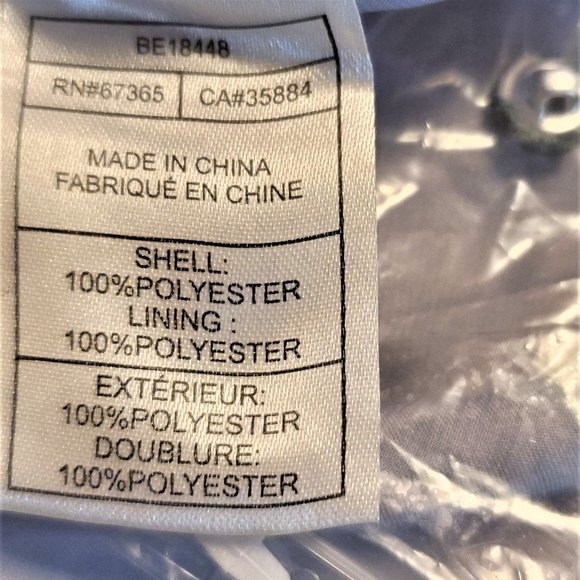 BE18448
RN#67365 CA#35884
MADE IN CHINA
FABRIQUÉ EN CHINE
SHELL:
100%POLYESTER
LINING :
100%POLYESTER
EXTÉRIEUR:
100%POLYESTER
DOUBLURE:
100%POLYESTER